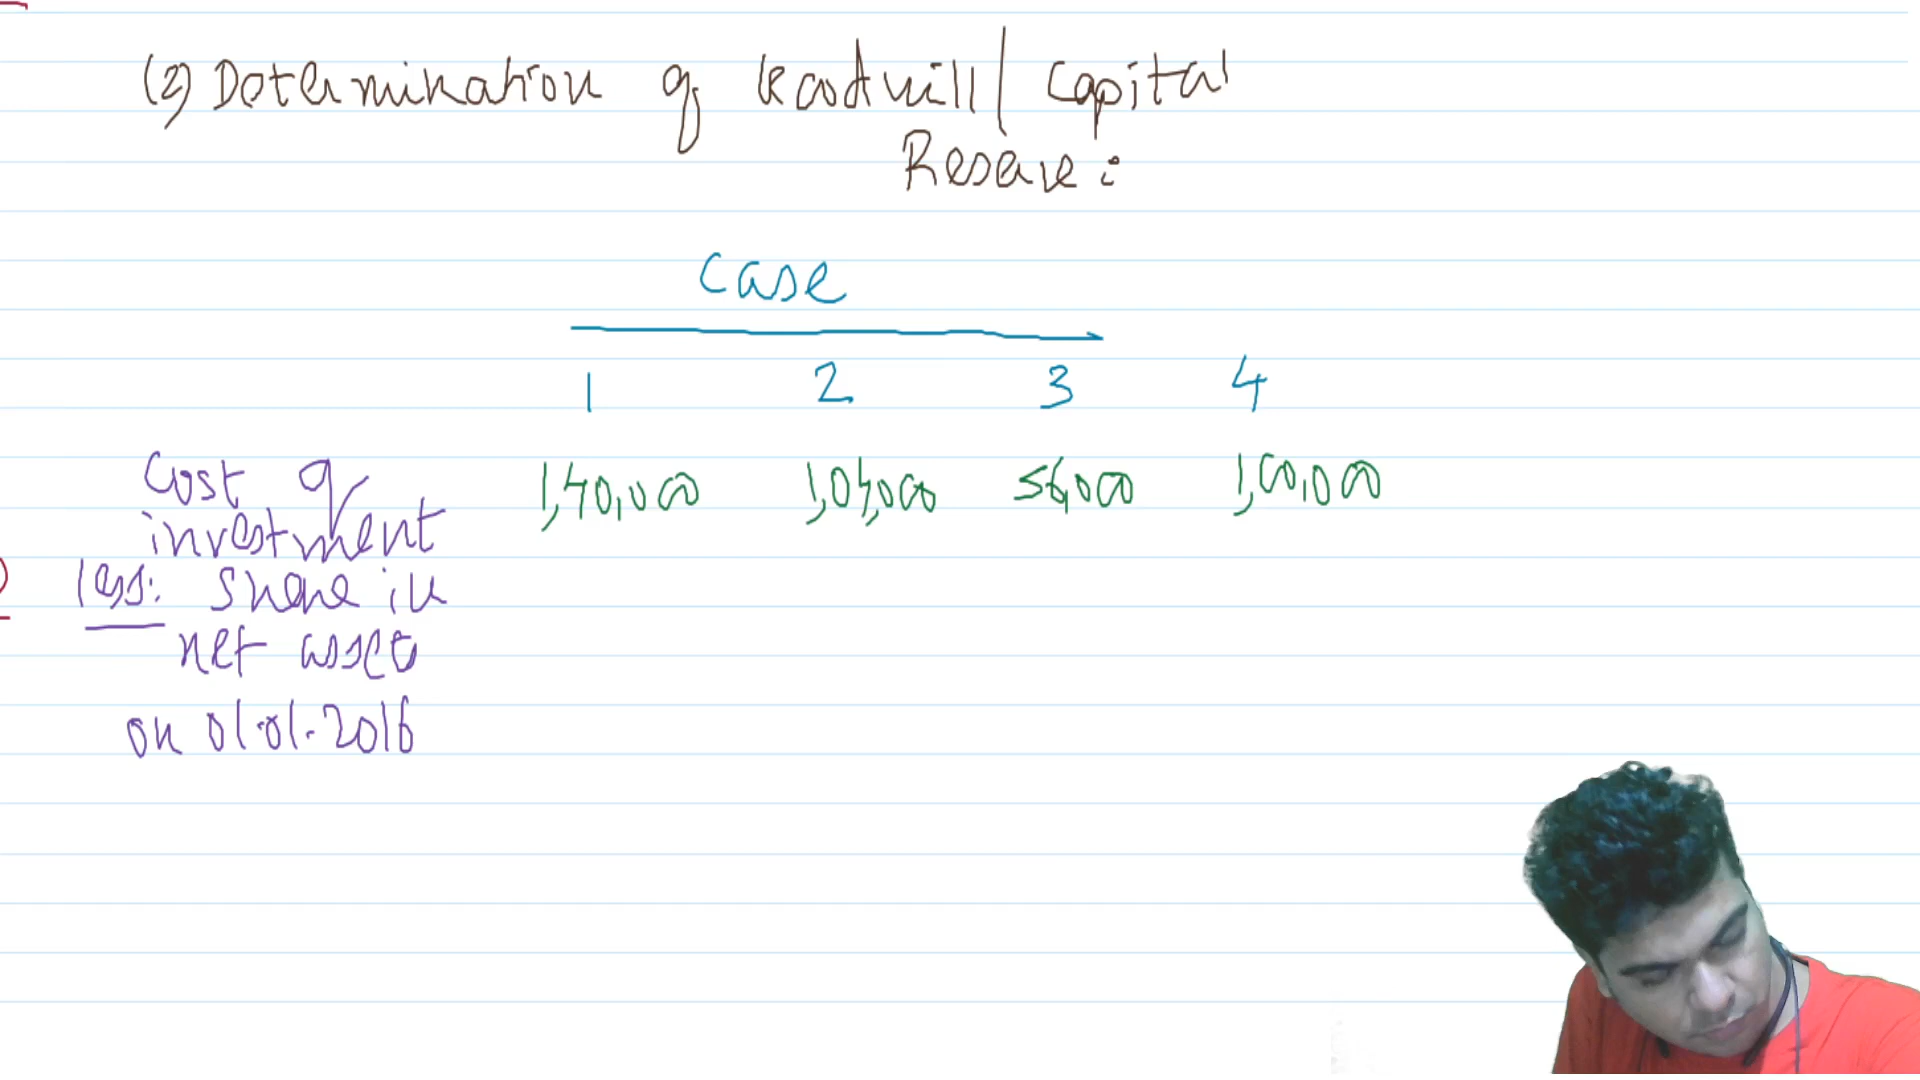 (2) Determination of Goodwill/ Capital
Reserve:
Case
1 2 3 4
Cost of
investment 1,40,000 1,04,000 56,000 1,00,000
less: Share in
net assets
on 01.01.2016